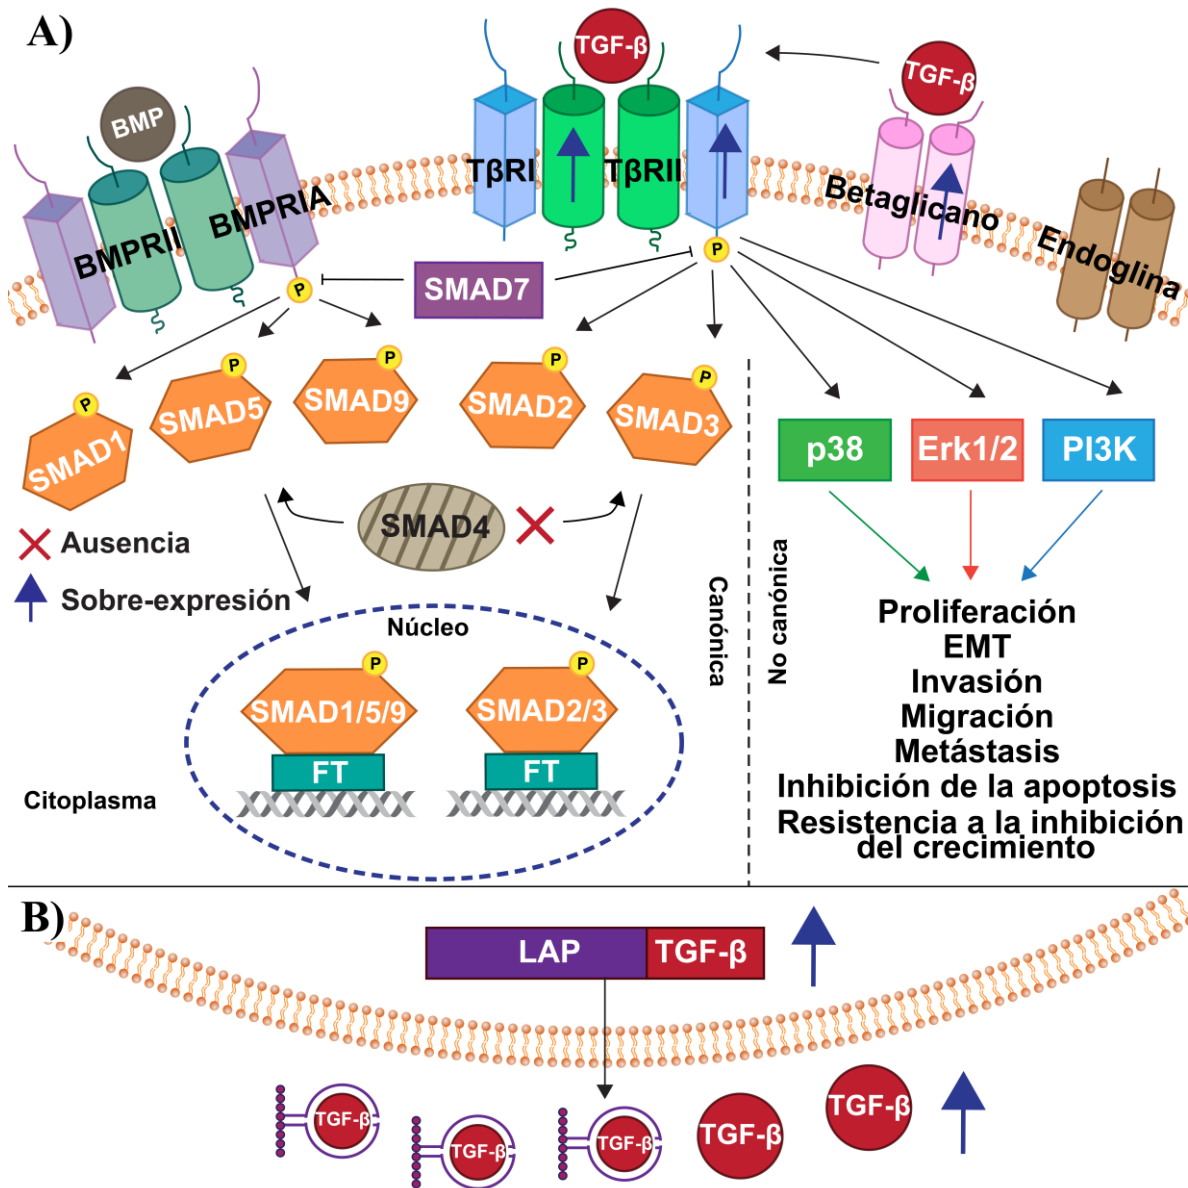 A)
TGF-β
TGF-β
BMP
TβRI
TβRII
Betaglicano
BMPRIA
BMPRII
Endoglina
P
P
SMAD7
P
P
P
P
P
SMAD1
SMAD5
SMAD9
SMAD2
SMAD3
p38
Erk1/2
PI3K
SMAD4
Ausencia
Sobre-expresión
Canónica
No canónica
Núcleo
P
P
SMAD1/5/9
SMAD2/3
FT
FT
Citoplasma
Proliferación
EMT
Invasión
Migración
Metástasis
Inhibición de la apoptosis
Resistencia a la inhibición
del crecimiento
B)
LAP
TGF-β
TGF-β
TGF-β
TGF-β
TGF-β
TGF-β